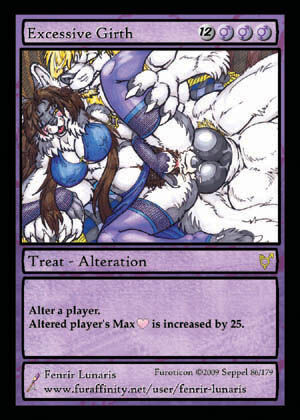 Excessive Girth 12
Treat - Alteration
Alter a player.
Altered player's Max is increased by 25.
Fenrir Lunaris
Furoticon ©2009 Seppel 86/179
www.furaffinity.net/user/fenrir-lunaris